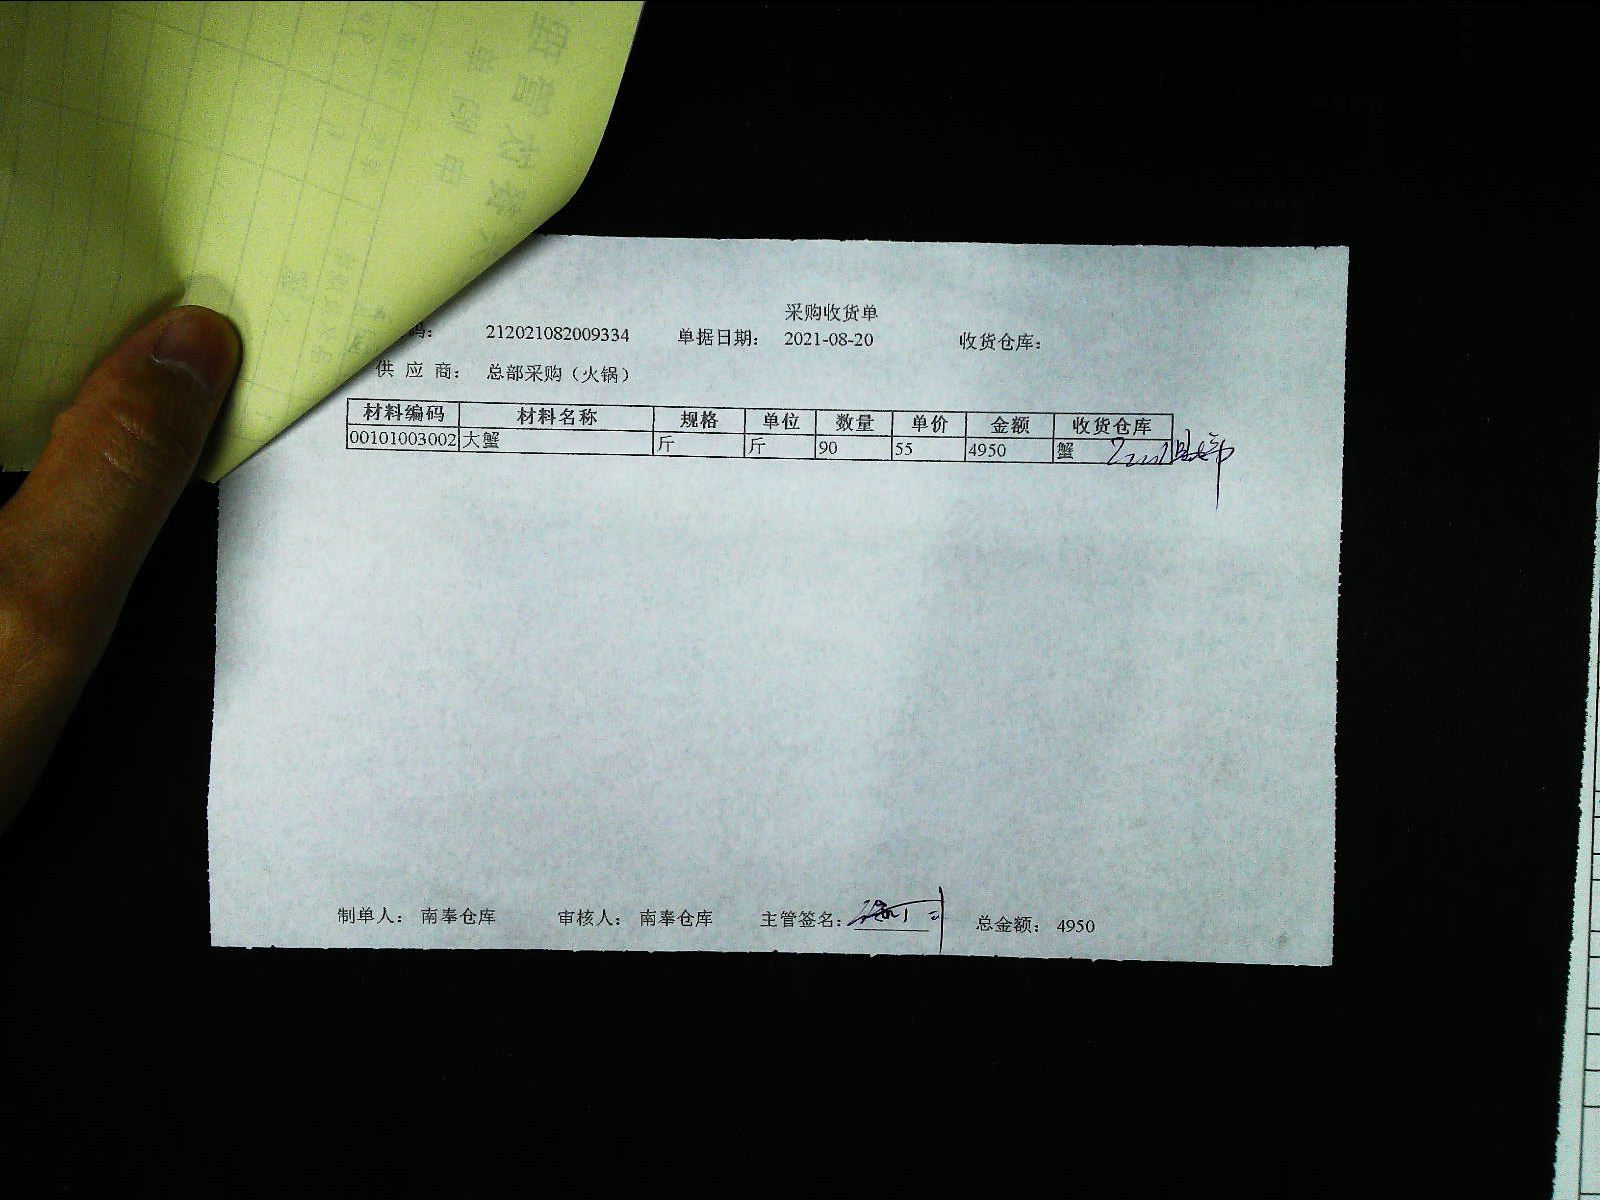 采购收货单
码： 212021082009334 单据日期： 2021-08-20 收货仓库：
供 应 商： 总部采购（火锅）
材料编码 材料名称 规格 单位 数量 单价 金额 收货仓库
00101003002 大蟹 斤 斤 90 55 4950 蟹
制单人： 南奉仓库 审核人： 南奉仓库 主管签名： 总金额： 4950